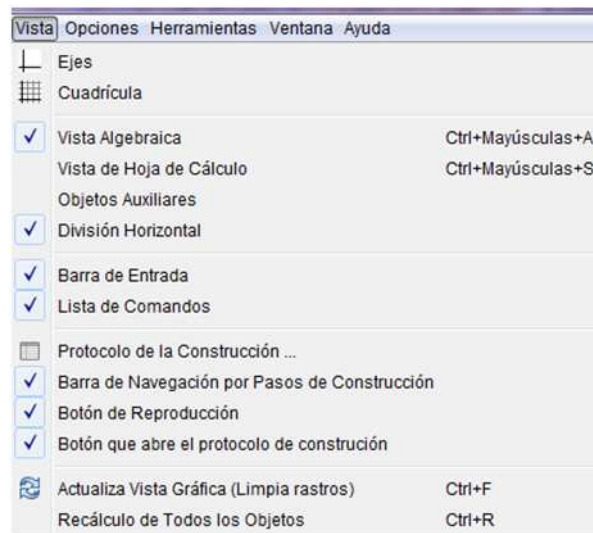 Vista Opciones Herramientas Ventana Ayuda
Ejes
Cuadrícula
Vista Algebraica Ctrl+Mayúsculas+A
Vista de Hoja de Cálculo Ctrl+Mayúsculas+S
Objetos Auxiliares
División Horizontal
Barra de Entrada
Lista de Comandos
Protocolo de la Construcción ...
Barra de Navegación por Pasos de Construcción
Botón de Reproducción
Botón que abre el protocolo de construción
Actualiza Vista Gráfica (Limpia rastros) Ctrl+F
Recálculo de Todos los Objetos Ctrl+R